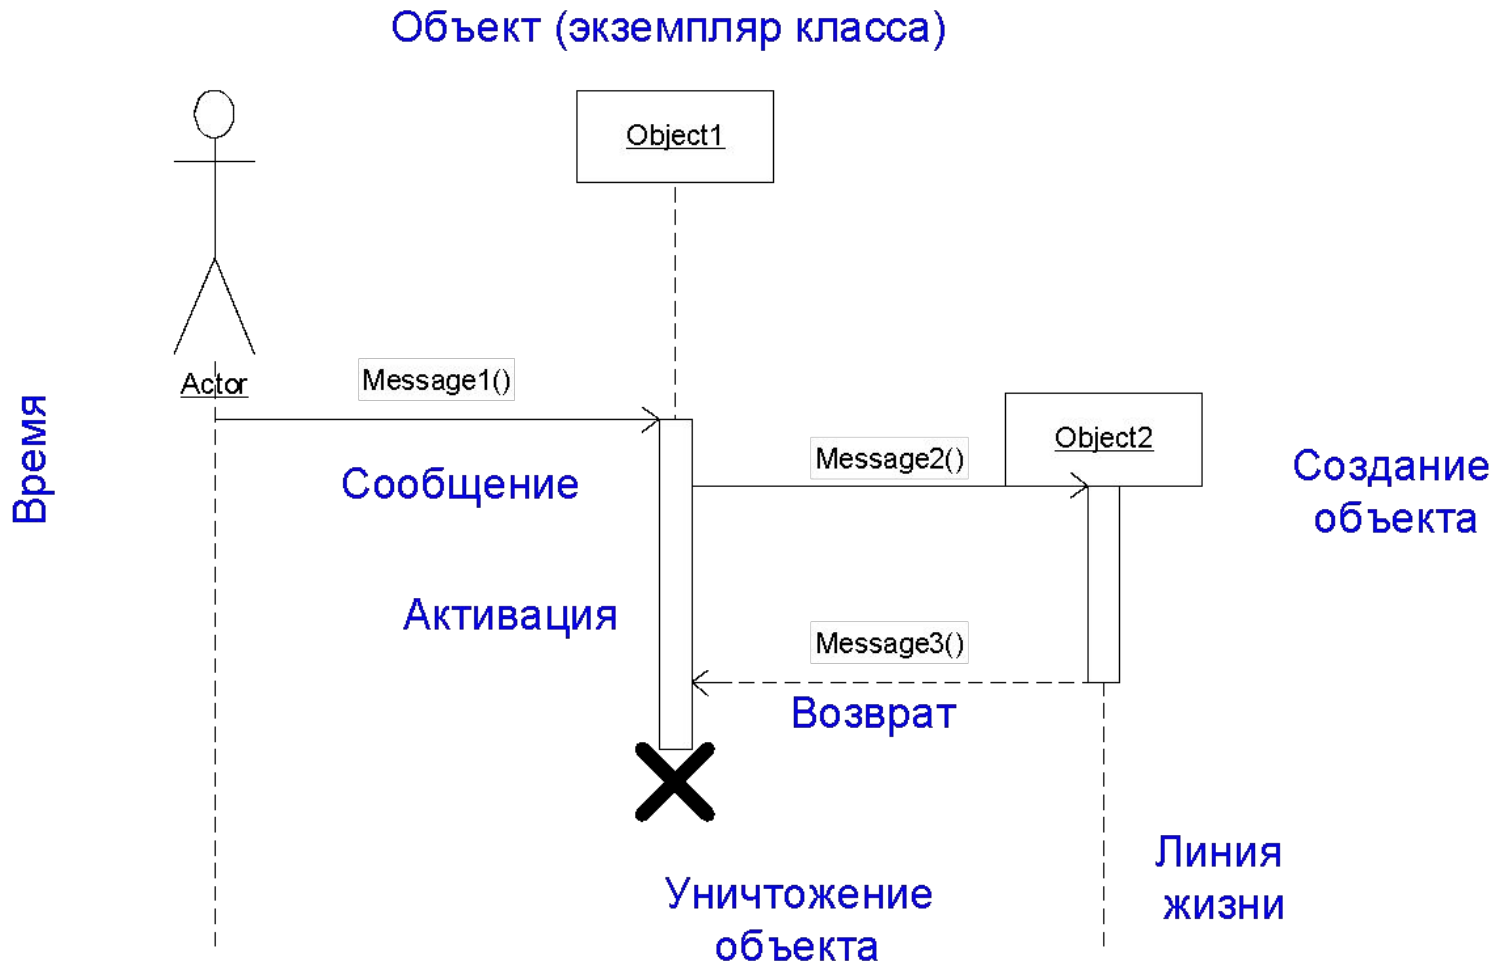 Объект (экземпляр класса)
Object1
Actor
Message1()
Время
Сообщение
Message2()
Object2
Создание
объекта
Активация
Message3()
Возврат
Линия
жизни
Уничтожение
объекта